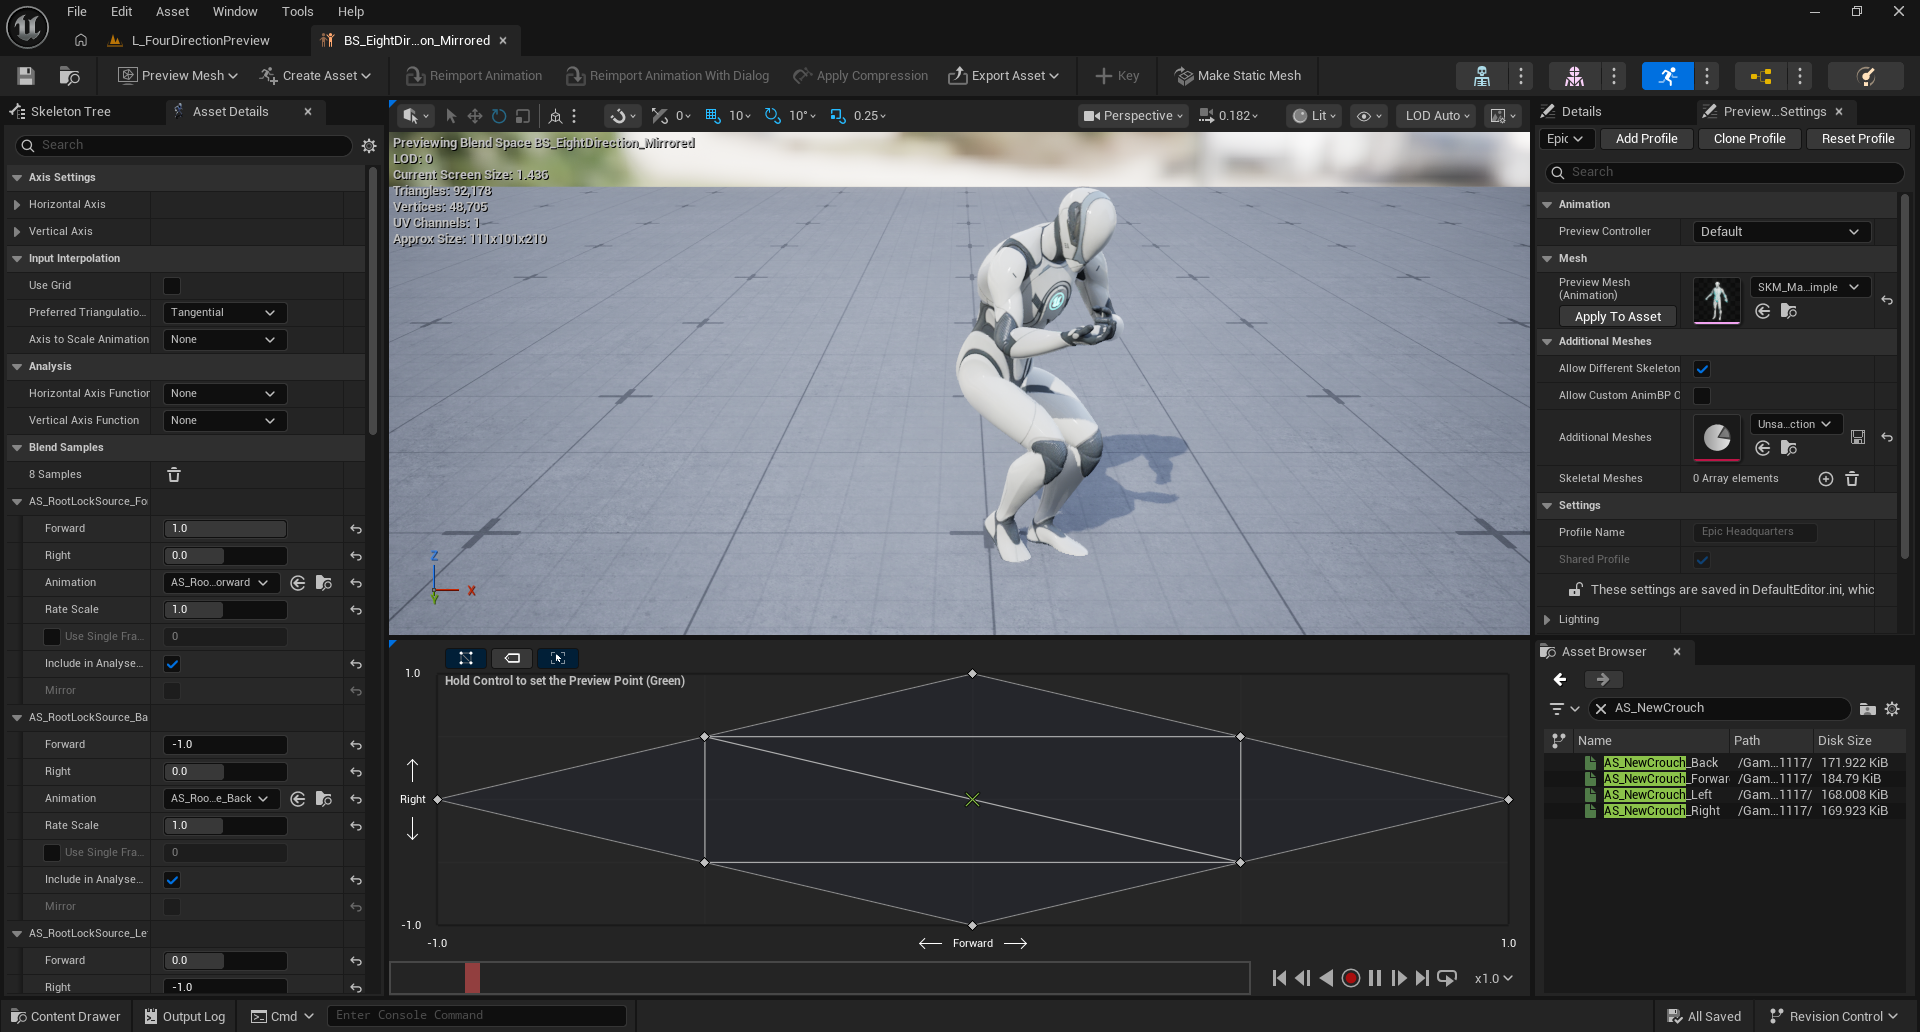 File Edit Asset Window Tools Help
L_FourDirectionPreview BS_EightDir...on_Mirrored
Preview Mesh Create Asset Reimport Animation Reimport Animation With Dialog Apply Compression Export Asset Key Make Static Mesh
Skeleton Tree Asset Details
Search
Axis Settings
Horizontal Axis
Vertical Axis
Input Interpolation
Use Grid
Preferred Triangulatio... Tangential
Axis to Scale Animation None
Analysis
Horizontal Axis Function None
Vertical Axis Function None
Blend Samples
8 Samples
AS_RootLockSource_Fo
Forward 1.0
Right 0.0
Animation AS_Roo...orward
Rate Scale 1.0
Use Single Fra... 0
Include in Analyse...
Mirror
AS_RootLockSource_Ba
Forward -1.0
Right 0.0
Animation AS_Roo...e_Back
Rate Scale 1.0
Use Single Fra... 0
Include in Analyse...
Mirror
AS_RootLockSource_Le
Forward 0.0
Right -1.0
0 10 10° 0.25 Perspective 0.182 Lit LOD Auto
Previewing Blend Space BS_EightDirection_Mirrored
LOD: 0
Current Screen Size: 1.436
Triangles: 92,178
Vertices: 48,705
UV Channels: 1
Approx Size: 111x101x210
Z
X
Y
Hold Control to set the Preview Point (Green)
1.0
Right
-1.0
-1.0 Forward 1.0
x1.0
Details Preview...Settings
Epic Add Profile Clone Profile Reset Profile
Search
Animation
Preview Controller Default
Mesh
Preview Mesh
(Animation)
SKM_Ma...imple
Apply To Asset
Additional Meshes
Allow Different Skeleton
Allow Custom AnimBP O
Additional Meshes Unsa...ction
Skeletal Meshes 0 Array elements
Settings
Profile Name Epic Headquarters
Shared Profile
These settings are saved in DefaultEditor.ini, whic
Lighting
Asset Browser
AS_NewCrouch
Name Path Disk Size
AS_NewCrouch_Back /Gam...1117/ 171.922 KiB
AS_NewCrouch_Forwar /Gam...1117/ 184.79 KiB
AS_NewCrouch_Left /Gam...1117/ 168.008 KiB
AS_NewCrouch_Right /Gam...1117/ 169.923 KiB
Content Drawer Output Log Cmd Enter Console Command All Saved Revision Control